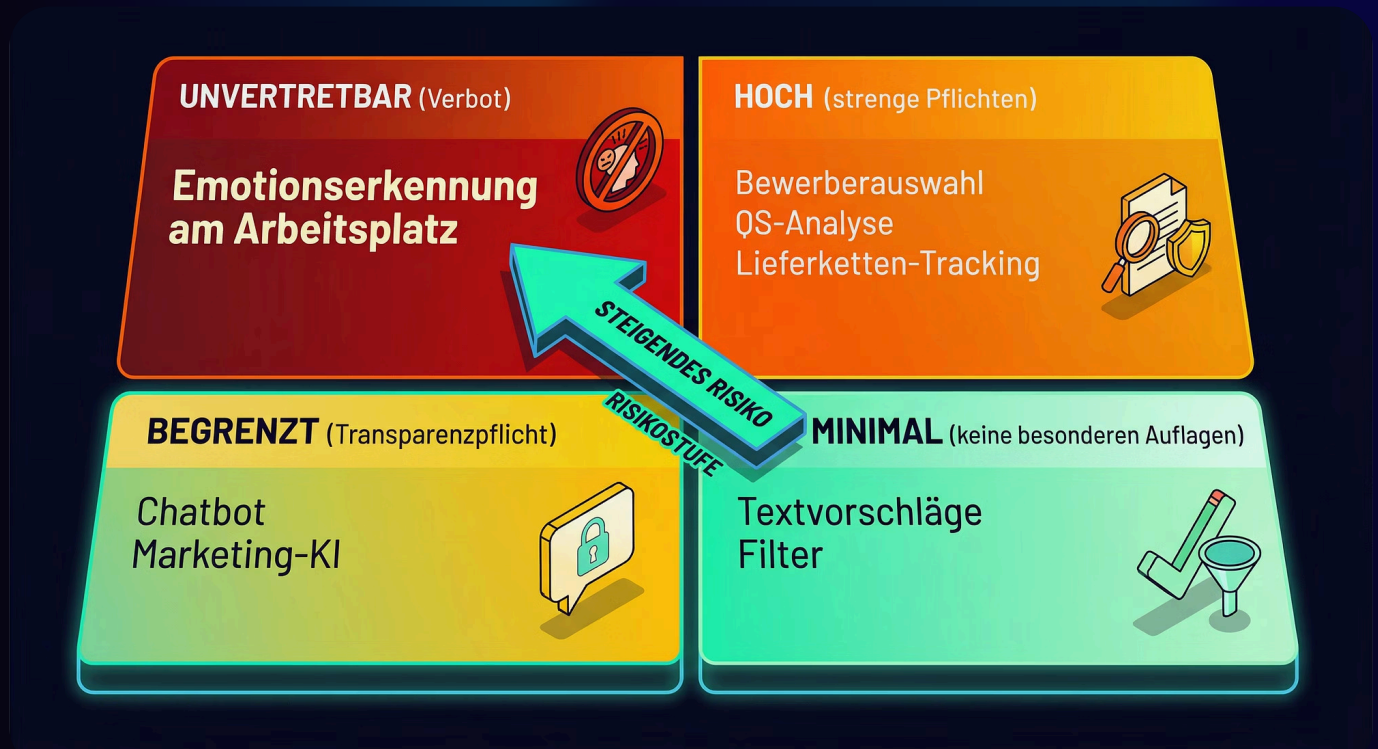 UNVERTRETBAR (Verbot)
Emotionserkennung
am Arbeitsplatz
HOCH (strenge Pflichten)
Bewerberauswahl
QS-Analyse
Lieferketten-Tracking
STEIGENDES RISIKO
RISIKOSTUFE
BEGRENZT (Transparenzpflicht)
Chatbot
Marketing-KI
MINIMAL (keine besonderen Auflagen)
Textvorschläge
Filter